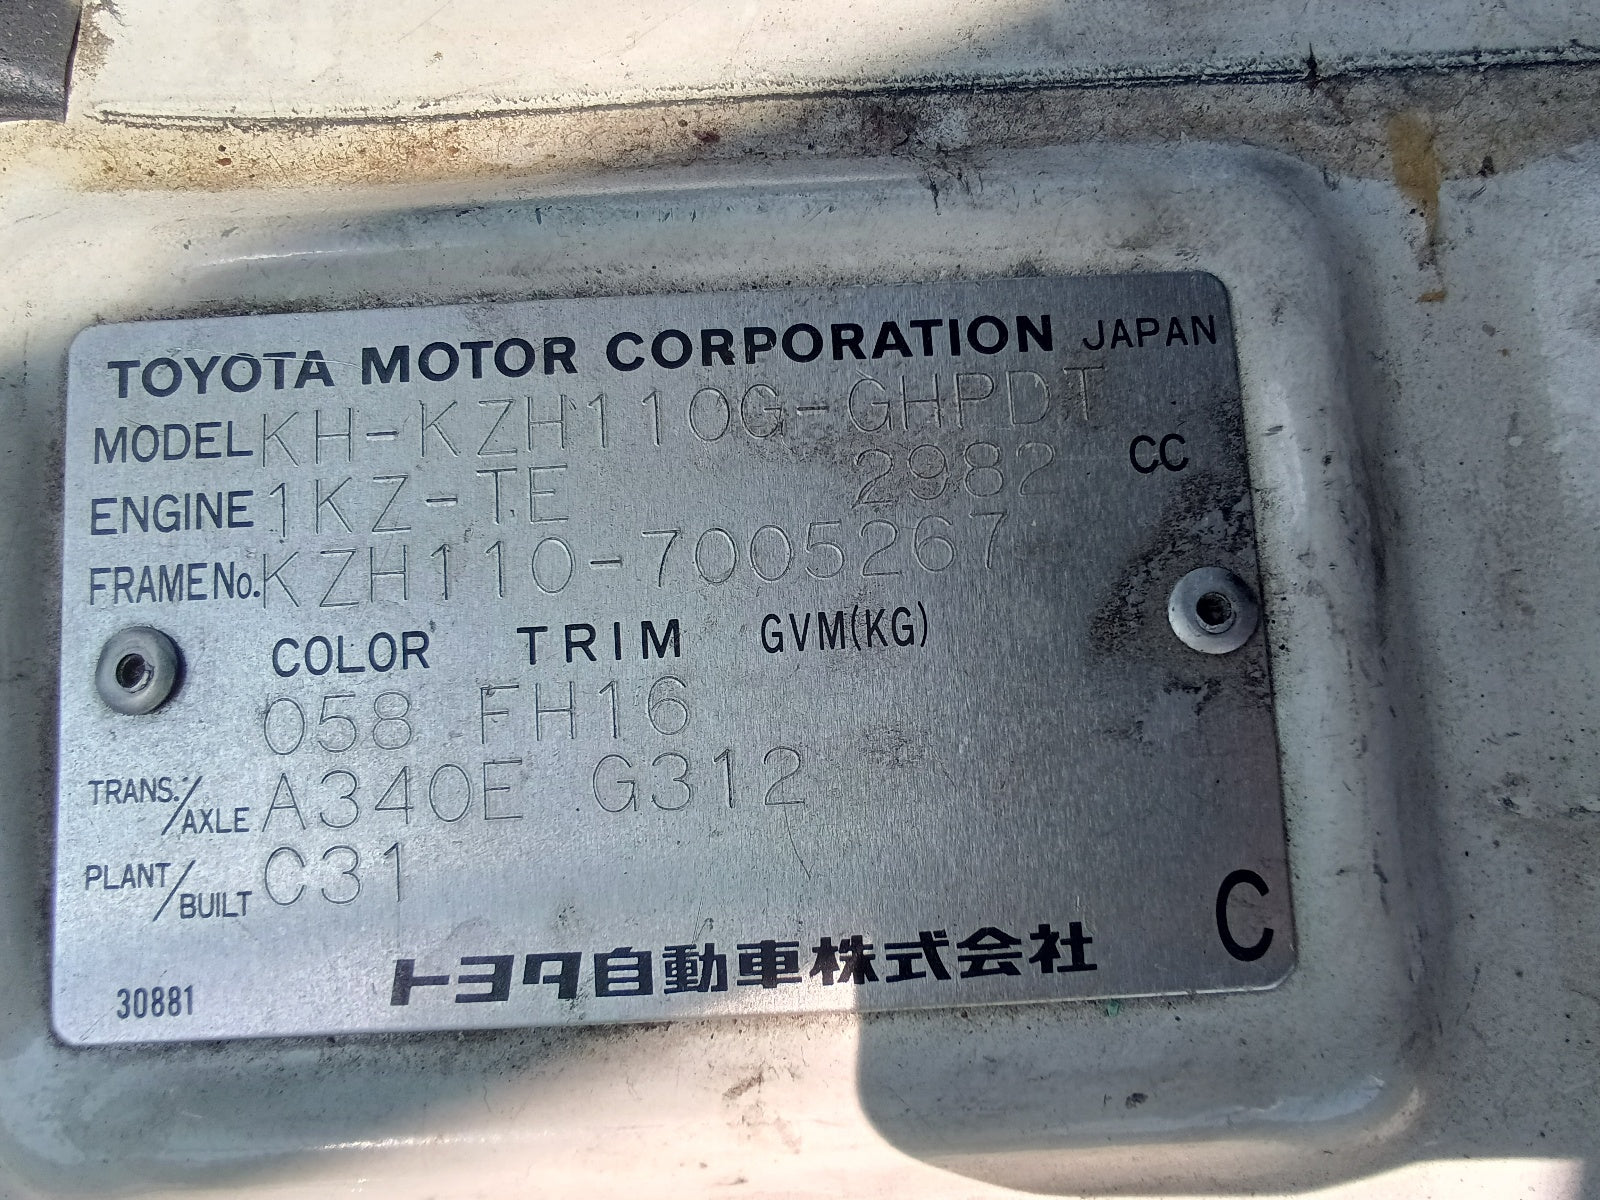 TOYOTA MOTOR CORPORATION JAPAN
MODEL KH-KZH110G-GHPDT
ENGINE 1KZ-TE 2982 CC
FRAME No. KZH110-7005267
COLOR TRIM GVM(KG)
058 FH16
TRANS./AXLE A340E G312
PLANT/BUILT C31
C
30881 トヨタ自動車株式会社